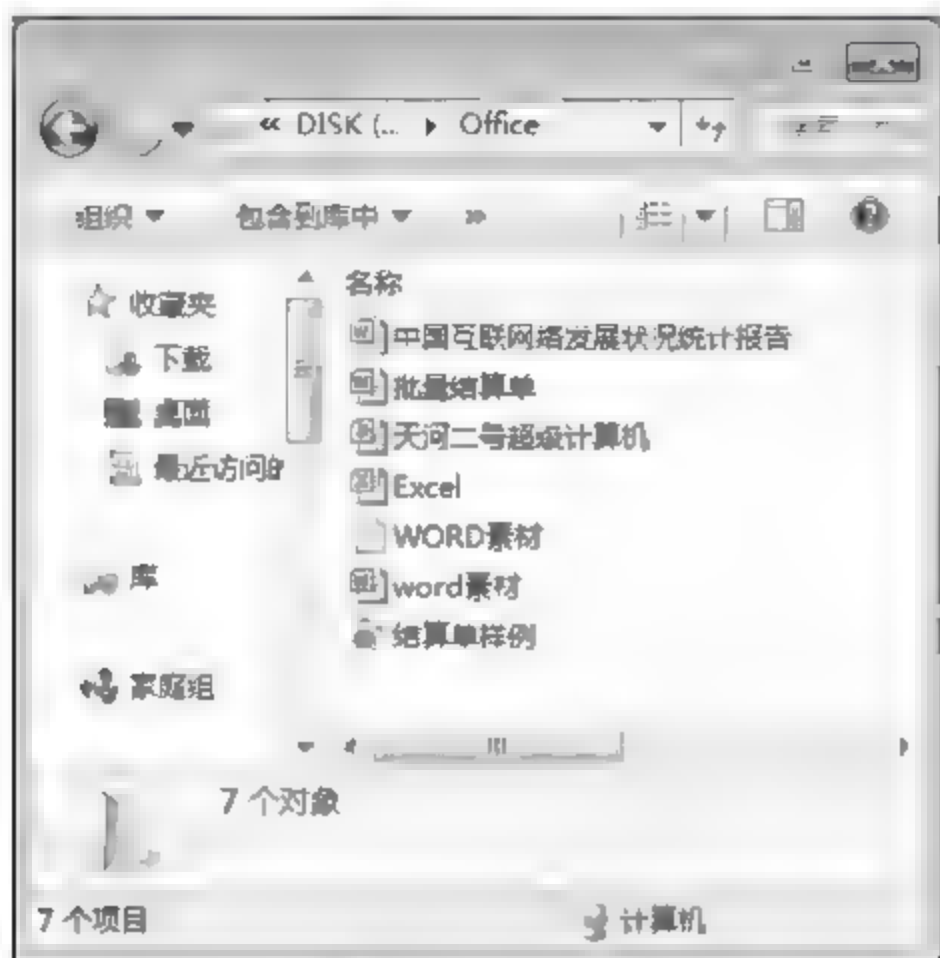 « DISK (... ▸ Office
组织 包含到库中 »
收藏夹
下载
桌面
最近访问的
库
家庭组
名称
中国互联网络发展状况统计报告
批量结算单
天河二号超级计算机
Excel
WORD素材
word素材
结算单样例
7 个对象
7 个项目
计算机